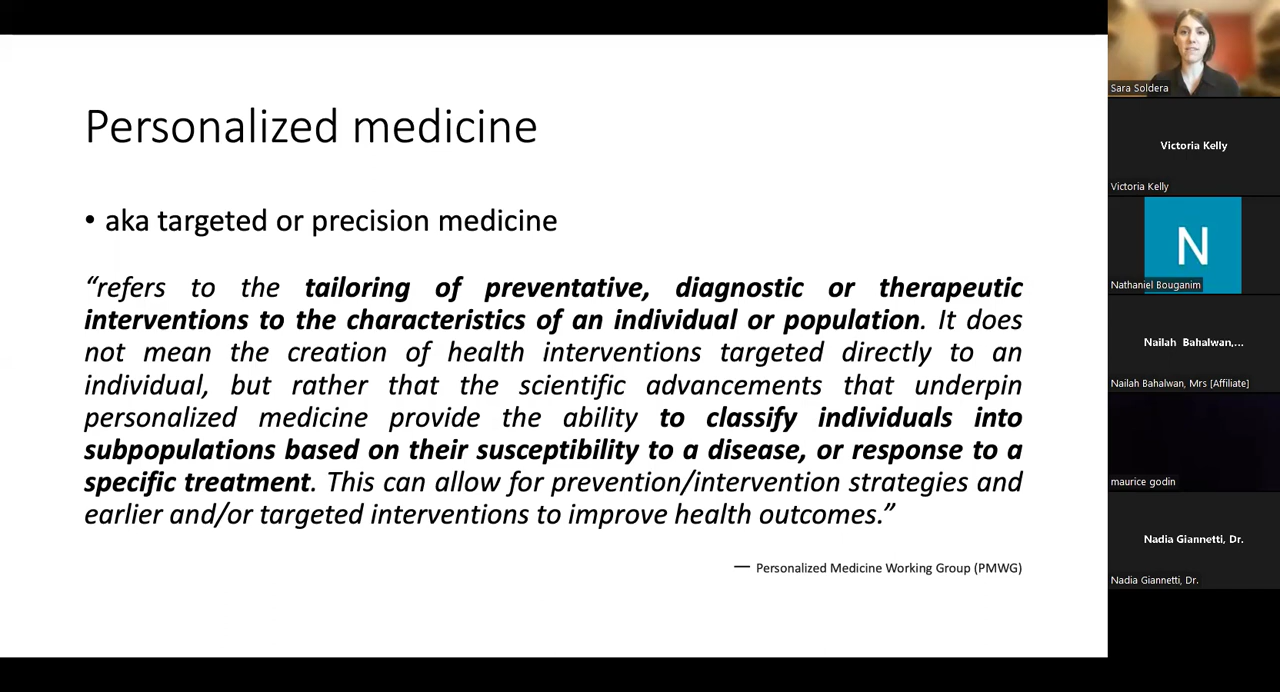 Personalized medicine
• aka targeted or precision medicine
“refers to the tailoring of preventative, diagnostic or therapeutic
interventions to the characteristics of an individual or population. It does
not mean the creation of health interventions targeted directly to an
individual, but rather that the scientific advancements that underpin
personalized medicine provide the ability to classify individuals into
subpopulations based on their susceptibility to a disease, or response to a
specific treatment. This can allow for prevention/intervention strategies and
earlier and/or targeted interventions to improve health outcomes.”
— Personalized Medicine Working Group (PMWG)
Sara Soldera
Victoria Kelly
Victoria Kelly
N
Nathaniel Bouganim
Nailah Bahalwan,...
Nailah Bahalwan, Mrs [Affiliate]
maurice godin
Nadia Giannetti, Dr.
Nadia Giannetti, Dr.